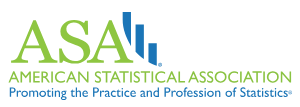 ASA®
AMERICAN STATISTICAL ASSOCIATION
Promoting the Practice and Profession of Statistics®